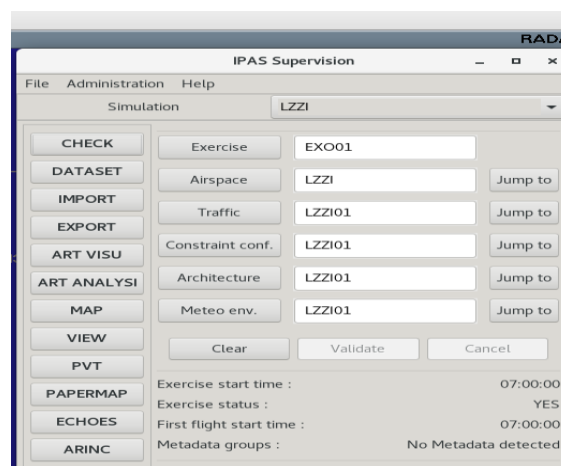 RADA
IPAS Supervision
File Administration Help
Simulation LZZI
CHECK
DATASET
IMPORT
EXPORT
ART VISU
ART ANALYSI
MAP
VIEW
PVT
PAPERMAP
ECHOES
ARINC
Exercise EXO01
Airspace LZZI Jump to
Traffic LZZI01 Jump to
Constraint conf. LZZI01 Jump to
Architecture LZZI01 Jump to
Meteo env. LZZI01 Jump to
Clear Validate Cancel
Exercise start time : 07:00:00
Exercise status : YES
First flight start time : 07:00:00
Metadata groups : No Metadata detected